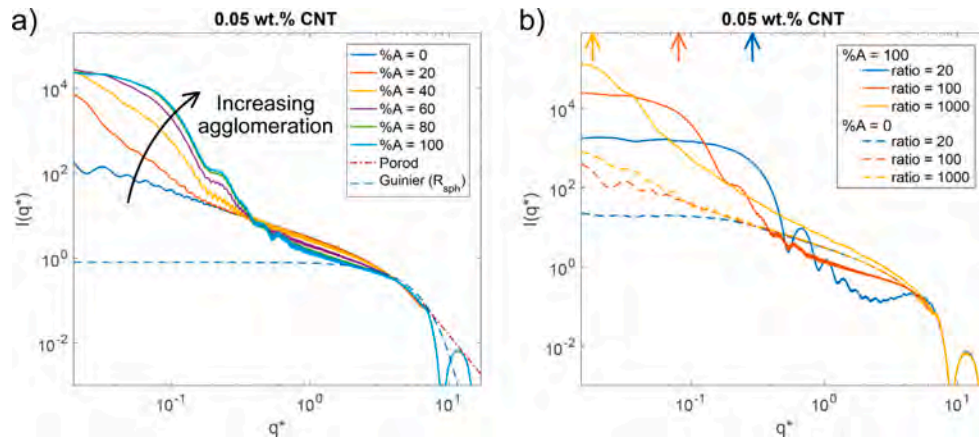 a)
0.05 wt.% CNT
I(q*)
10^4
10^2
10^0
10^-2
10^-1
10^0
10^1
q*
Increasing
agglomeration
%A = 0
%A = 20
%A = 40
%A = 60
%A = 80
%A = 100
Porod
Guinier (R_sph)
b)
0.05 wt.% CNT
I(q*)
10^4
10^2
10^0
10^-2
10^-1
10^0
10^1
q*
%A = 100
ratio = 20
ratio = 100
ratio = 1000
%A = 0
ratio = 20
ratio = 100
ratio = 1000